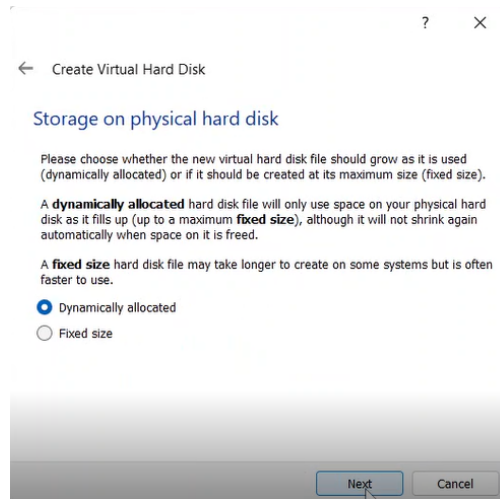 ?
Create Virtual Hard Disk
Storage on physical hard disk
Please choose whether the new virtual hard disk file should grow as it is used
(dynamically allocated) or if it should be created at its maximum size (fixed size).
A dynamically allocated hard disk file will only use space on your physical hard
disk as it fills up (up to a maximum fixed size), although it will not shrink again
automatically when space on it is freed.
A fixed size hard disk file may take longer to create on some systems but is often
faster to use.
Dynamically allocated
Fixed size
Next
Cancel